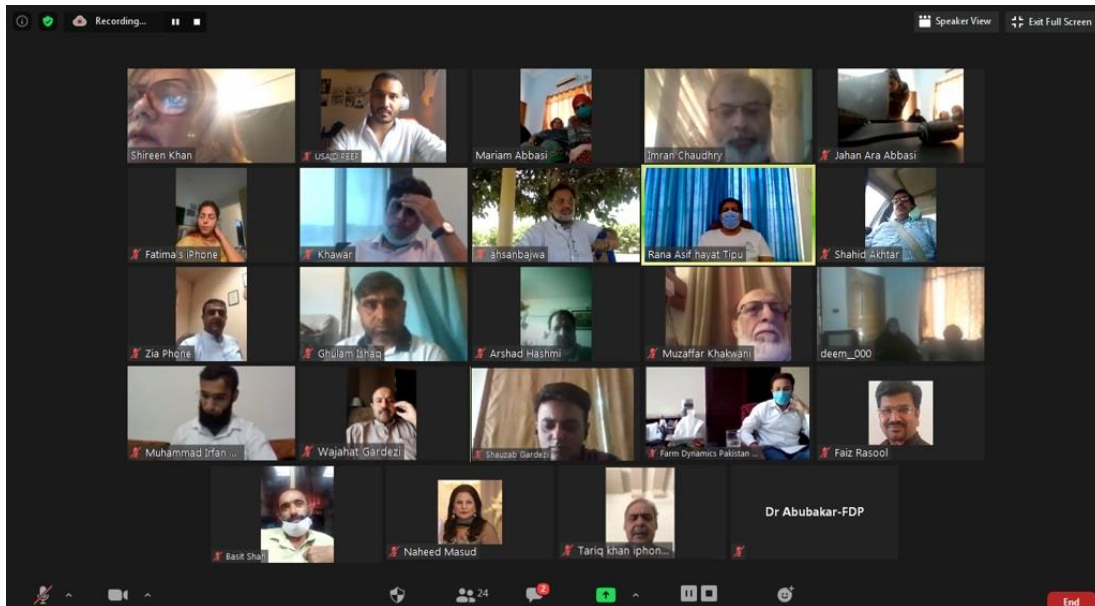 Recording...
Speaker View
Exit Full Screen
Shireen Khan
USAID PEEP
Mariam Abbasi
Imran Chaudhry
Jahan Ara Abbasi
Fatima's iPhone
Khawar
ahsanbajwa
Rana Asif hayat Tipu
Shahid Akhtar
Zia Phone
Ghulam Ishaq
Arshad Hashmi
Muzaffar Khakwani
deem_000
Muhammad Irfan ...
Wajahat Gardezi
Shauzab Gardezi
Farm Dynamics Pakistan ...
Faiz Rasool
Basit Shah
Naheed Masud
Tariq khan iphon...
Dr Abubakar-FDP
24
2
End